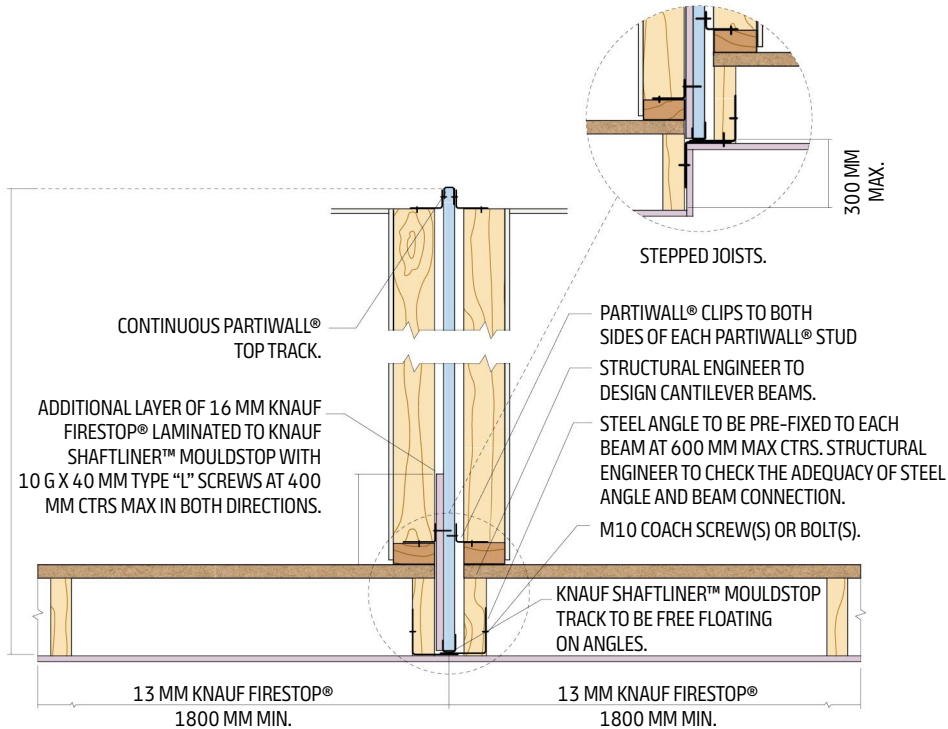 300 MM
MAX.
STEPPED JOISTS.
CONTINUOUS PARTIWALL®
TOP TRACK.
ADDITIONAL LAYER OF 16 MM KNAUF
FIRESTOP® LAMINATED TO KNAUF
SHAFTLINER™ MOULDSTOP WITH
10 G X 40 MM TYPE “L” SCREWS AT 400
MM CTRS MAX IN BOTH DIRECTIONS.
PARTIWALL® CLIPS TO BOTH
SIDES OF EACH PARTIWALL® STUD
STRUCTURAL ENGINEER TO
DESIGN CANTILEVER BEAMS.
STEEL ANGLE TO BE PRE-FIXED TO EACH
BEAM AT 600 MM MAX CTRS. STRUCTURAL
ENGINEER TO CHECK THE ADEQUACY OF STEEL
ANGLE AND BEAM CONNECTION.
M10 COACH SCREW(S) OR BOLT(S).
KNAUF SHAFTLINER™ MOULDSTOP
TRACK TO BE FREE FLOATING
ON ANGLES.
13 MM KNAUF FIRESTOP®
1800 MM MIN.
13 MM KNAUF FIRESTOP®
1800 MM MIN.